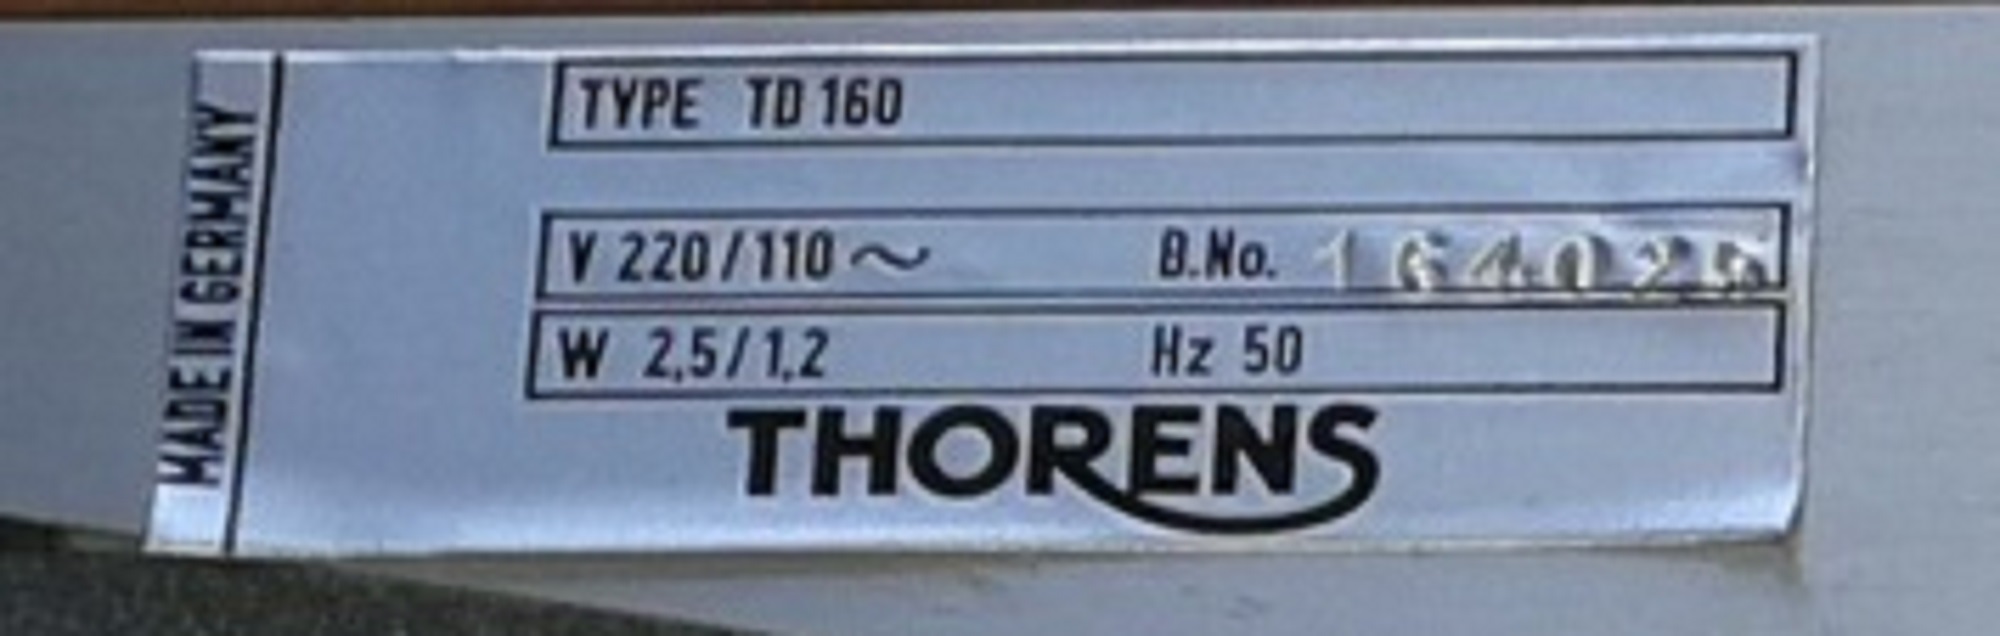 MADE IN GERMANY
TYPE TD 160
V 220/110 ~ B.No. 164025
W 2,5/1,2 Hz 50
THORENS